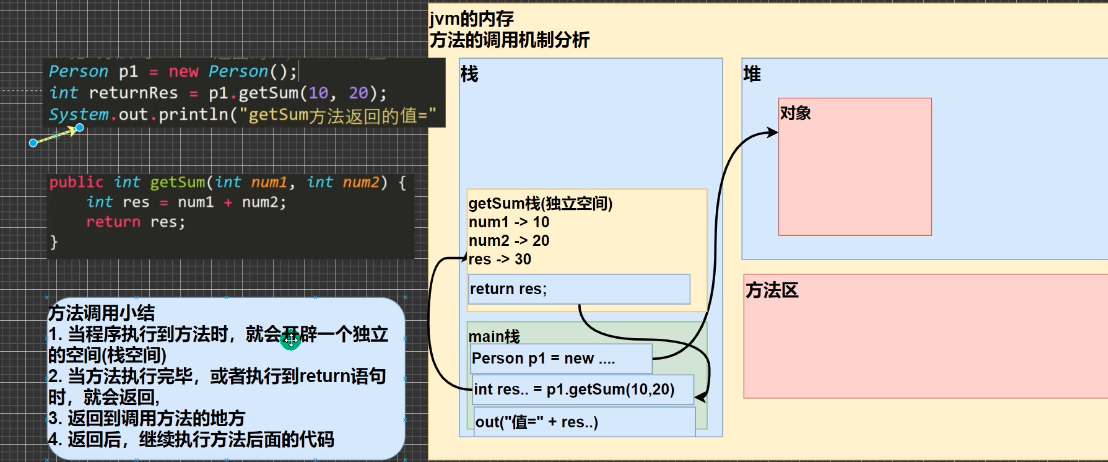 Person p1 = new Person();
int returnRes = p1.getSum(10, 20);
System.out.println("getSum方法返回的值="
public int getSum(int num1, int num2) {
int res = num1 + num2;
return res;
}
方法调用小结
1. 当程序执行到方法时，就会开辟一个独立
的空间(栈空间)
2. 当方法执行完毕，或者执行到return语句
时，就会返回,
3. 返回到调用方法的地方
4. 返回后，继续执行方法后面的代码
jvm的内存
方法的调用机制分析
栈
getSum栈(独立空间)
num1 -> 10
num2 -> 20
res -> 30
return res;
main栈
Person p1 = new ....
int res.. = p1.getSum(10,20)
out("值=" + res..)
堆
对象
方法区